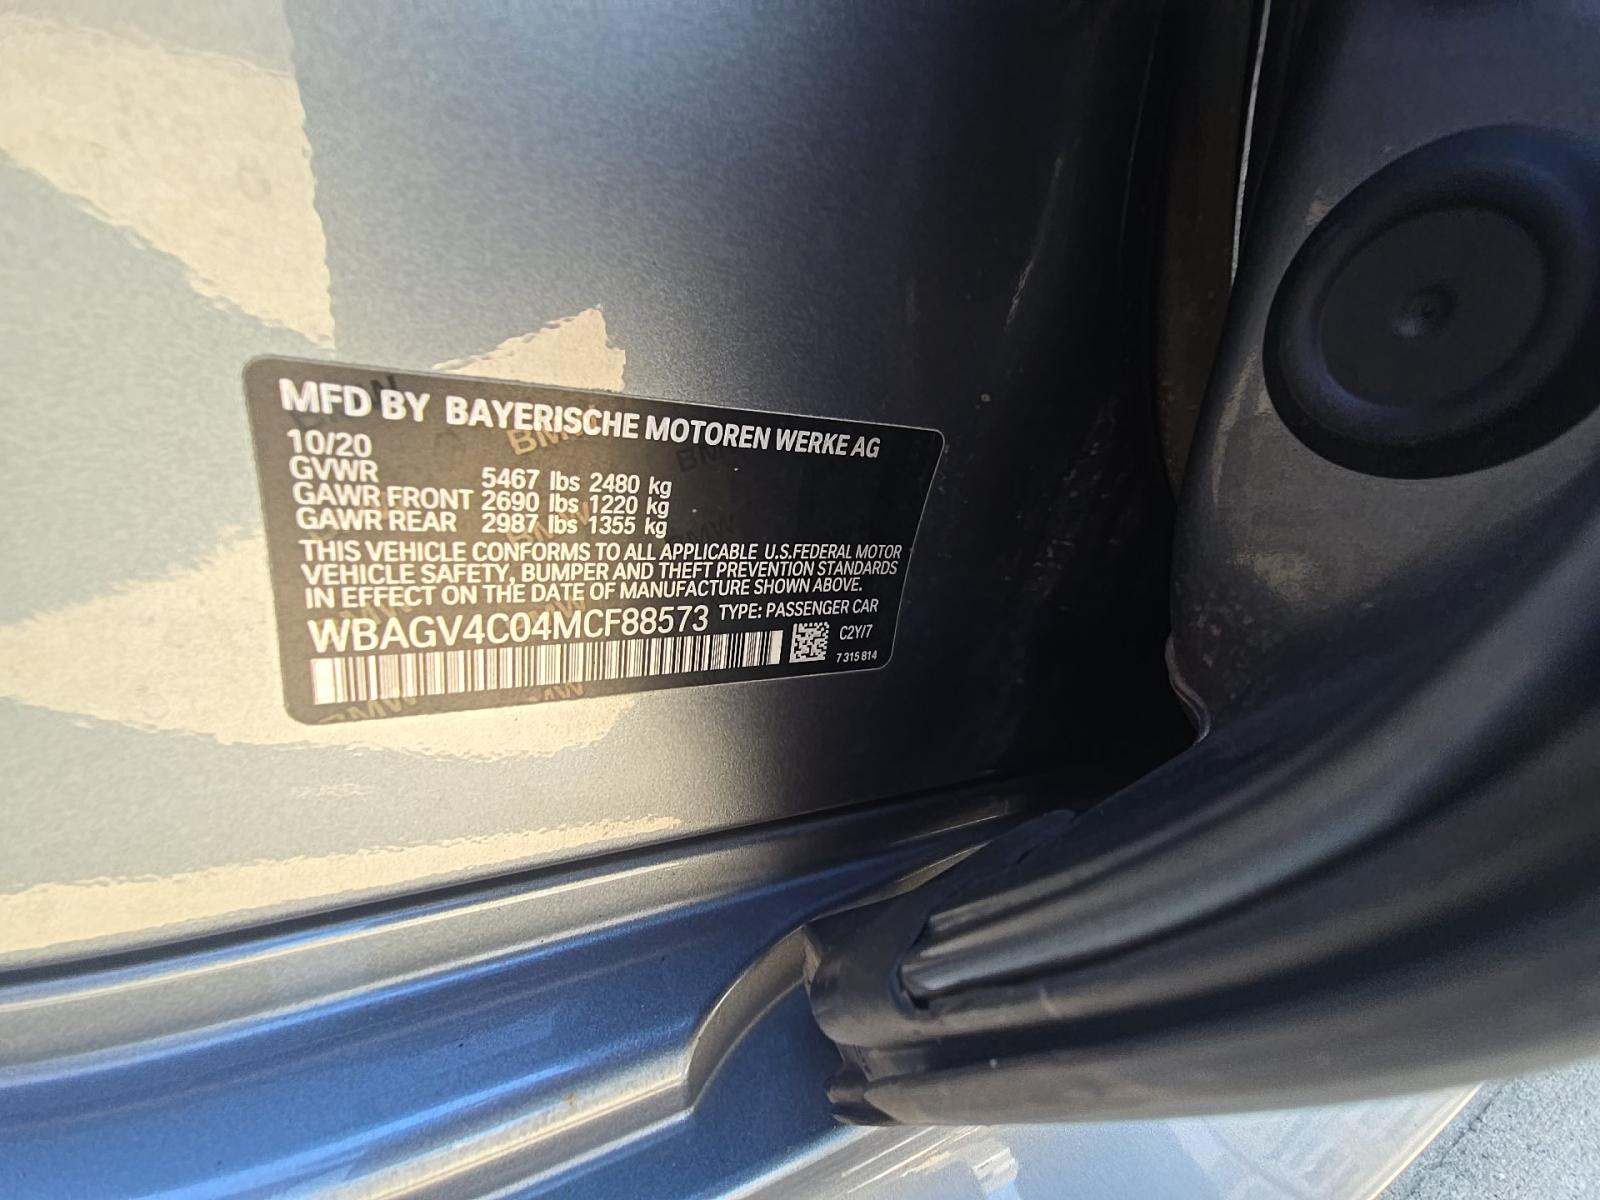 MFD BY BAYERISCHE MOTOREN WERKE AG
10/20
GVWR 5467 lbs 2480 kg
GAWR FRONT 2690 lbs 1220 kg
GAWR REAR 2987 lbs 1355 kg
THIS VEHICLE CONFORMS TO ALL APPLICABLE U.S.FEDERAL MOTOR
VEHICLE SAFETY, BUMPER AND THEFT PREVENTION STANDARDS
IN EFFECT ON THE DATE OF MANUFACTURE SHOWN ABOVE.
WBAGV4C04MCF88573 TYPE: PASSENGER CAR
C2Y/7
7 315 814